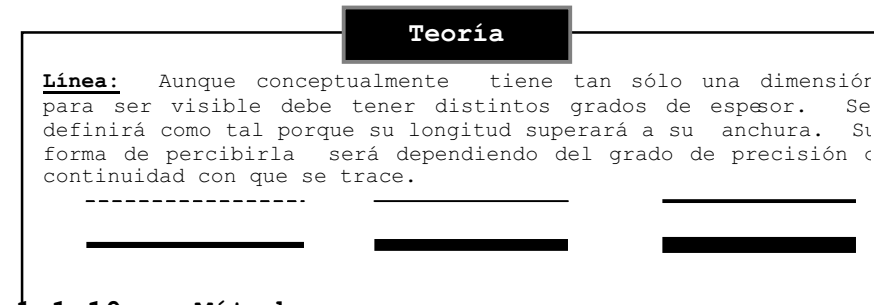 Teoría
Línea: Aunque conceptualmente tiene tan sólo una dimensión
para ser visible debe tener distintos grados de espesor. Se
definirá como tal porque su longitud superará a su anchura. Su
forma de percibirla será dependiendo del grado de precisión
continuidad con que se trace.